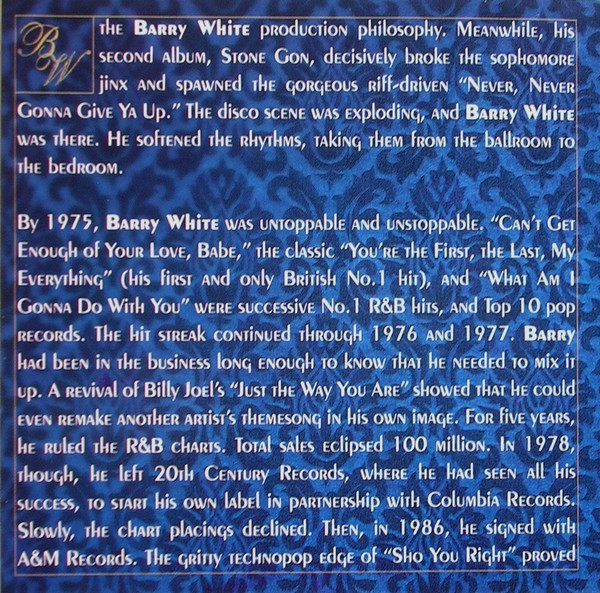 BW
the Barry White production philosophy. Meanwhile, his
second album, Stone Gon, decisively broke the sophomore
jinx and spawned the gorgeous riff-driven "Never, Never
Gonna Give Ya Up." The disco scene was exploding, and Barry White
was there. He softened the rhythms, taking them from the ballroom to
the bedroom.

By 1975, Barry White was untoppable and unstoppable. "Can't Get
Enough of Your Love, Babe," the classic "You're the First, the Last, My
Everything" (his first and only British No.1 hit), and "What Am I
Gonna Do With You" were successive No.1 R&B hits, and Top 10 pop
records. The hit streak continued through 1976 and 1977. Barry
had been in the business long enough to know that he needed to mix it
up. A revival of Billy Joel's "Just the Way You Are" showed that he could
even remake another artist's themesong in his own image. For five years,
he ruled the R&B charts. Total sales eclipsed 100 million. In 1978,
though, he left 20th Century Records, where he had seen all his
success, to start his own label in partnership with Columbia Records.
Slowly, the chart placings declined. Then, in 1986, he signed with
A&M Records. The gritty technopop edge of "Sho You Right" proved